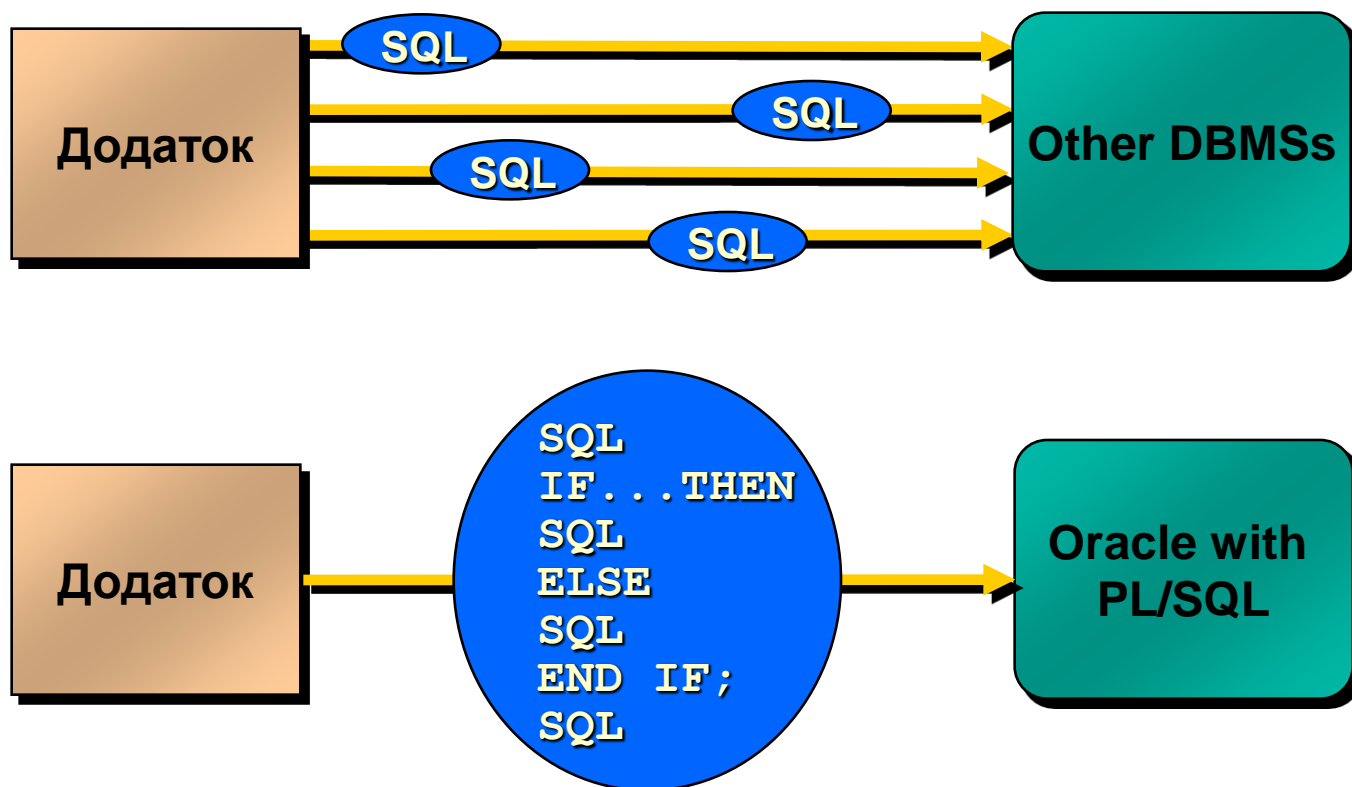 SQL
SQL
Додаток
Other DBMSs
SQL
SQL
SQL
IF...THEN
SQL
Додаток
ELSE
SQL
END IF;
SQL
Oracle with
PL/SQL